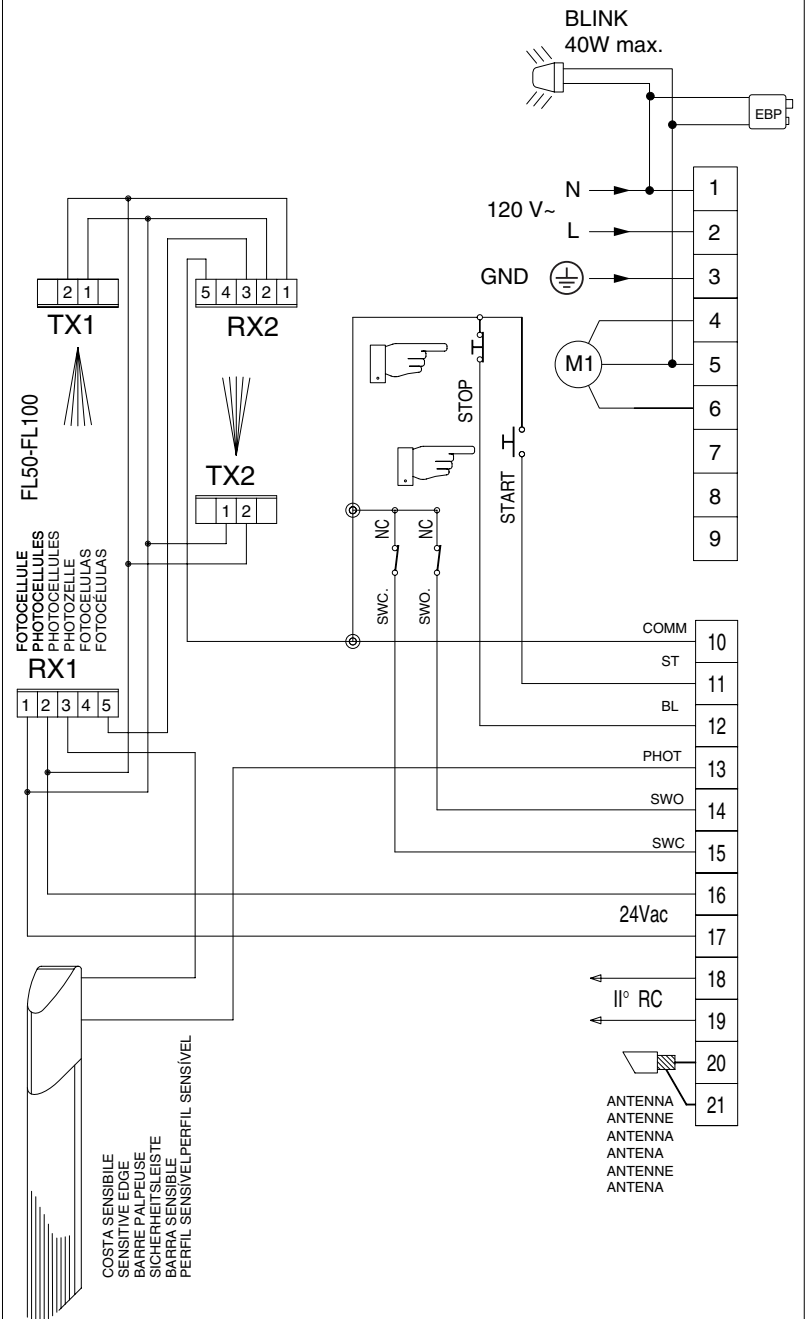 BLINK
40W max.
EBP
N
120 V~
L
GND
M1
1
2
3
4
5
6
7
8
9
2 1
TX1
5 4 3 2 1
RX2
FL50-FL100
TX2
1 2
STOP
START
NC
NC
SWC.
SWO.
FOTOCELLULE
PHOTOCELLULES
PHOTOCELLULES
PHOTOZELLE
FOTOCELULAS
FOTOCÉLULAS
RX1
1 2 3 4 5
COMM 10
ST 11
BL 12
PHOT 13
SWO 14
SWC 15
16
24Vac
17
18
II° RC
19
20
21
ANTENNA
ANTENNE
ANTENNA
ANTENA
ANTENNE
ANTENA
COSTA SENSIBILE
SENSITIVE EDGE
BARRE PALPEUSE
SICHERHEITSLEISTE
BARRA SENSIBLE
PERFIL SENSÍVELPERFIL SENSÍVEL